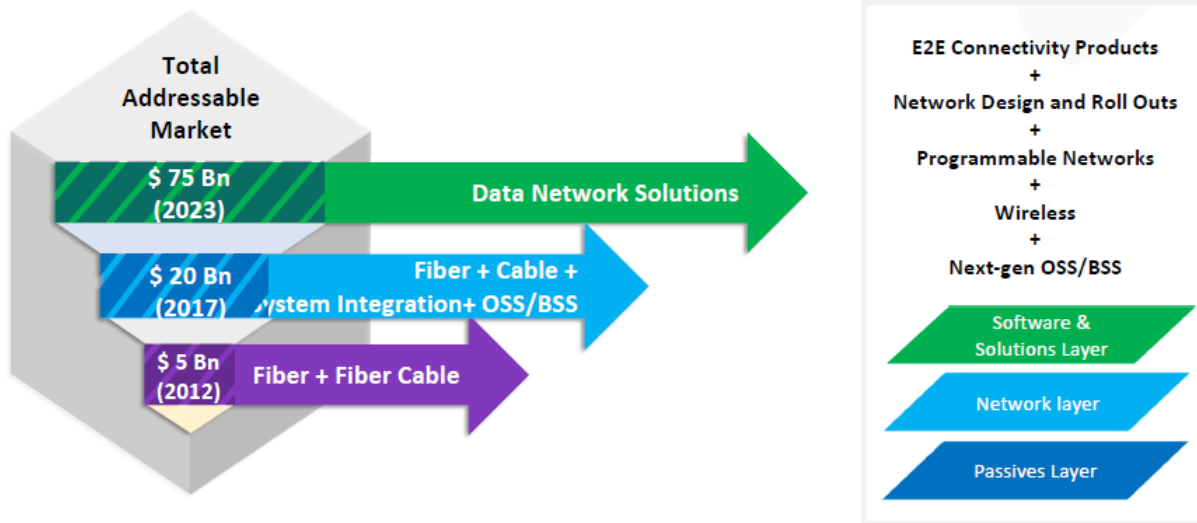 Total
Addressable
Market
$ 75 Bn
(2023)
Data Network Solutions
$ 20 Bn
(2017)
Fiber + Cable +
System Integration+ OSS/BSS
$ 5 Bn
(2012)
Fiber + Fiber Cable
E2E Connectivity Products
+
Network Design and Roll Outs
+
Programmable Networks
+
Wireless
+
Next-gen OSS/BSS
Software &
Solutions Layer
Network layer
Passives Layer